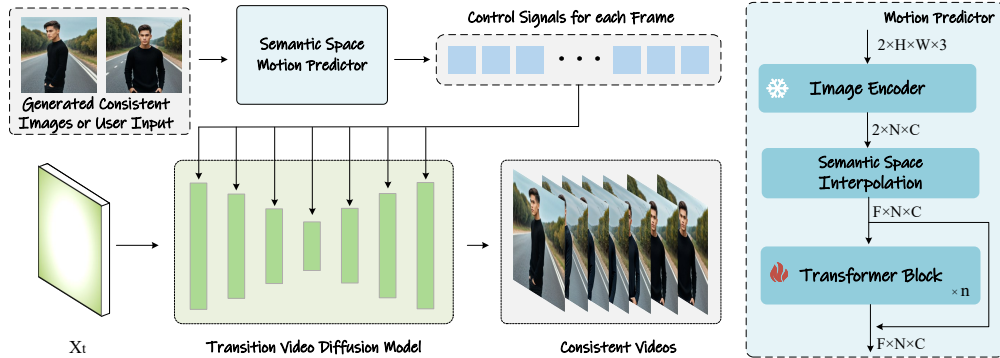 Generated Consistent
Images or User Input
Semantic Space
Motion Predictor
Control Signals for each Frame
Xt
Transition Video Diffusion Model
Consistent Videos
Motion Predictor
2×H×W×3
Image Encoder
2×N×C
Semantic Space
Interpolation
F×N×C
Transformer Block
×n
F×N×C